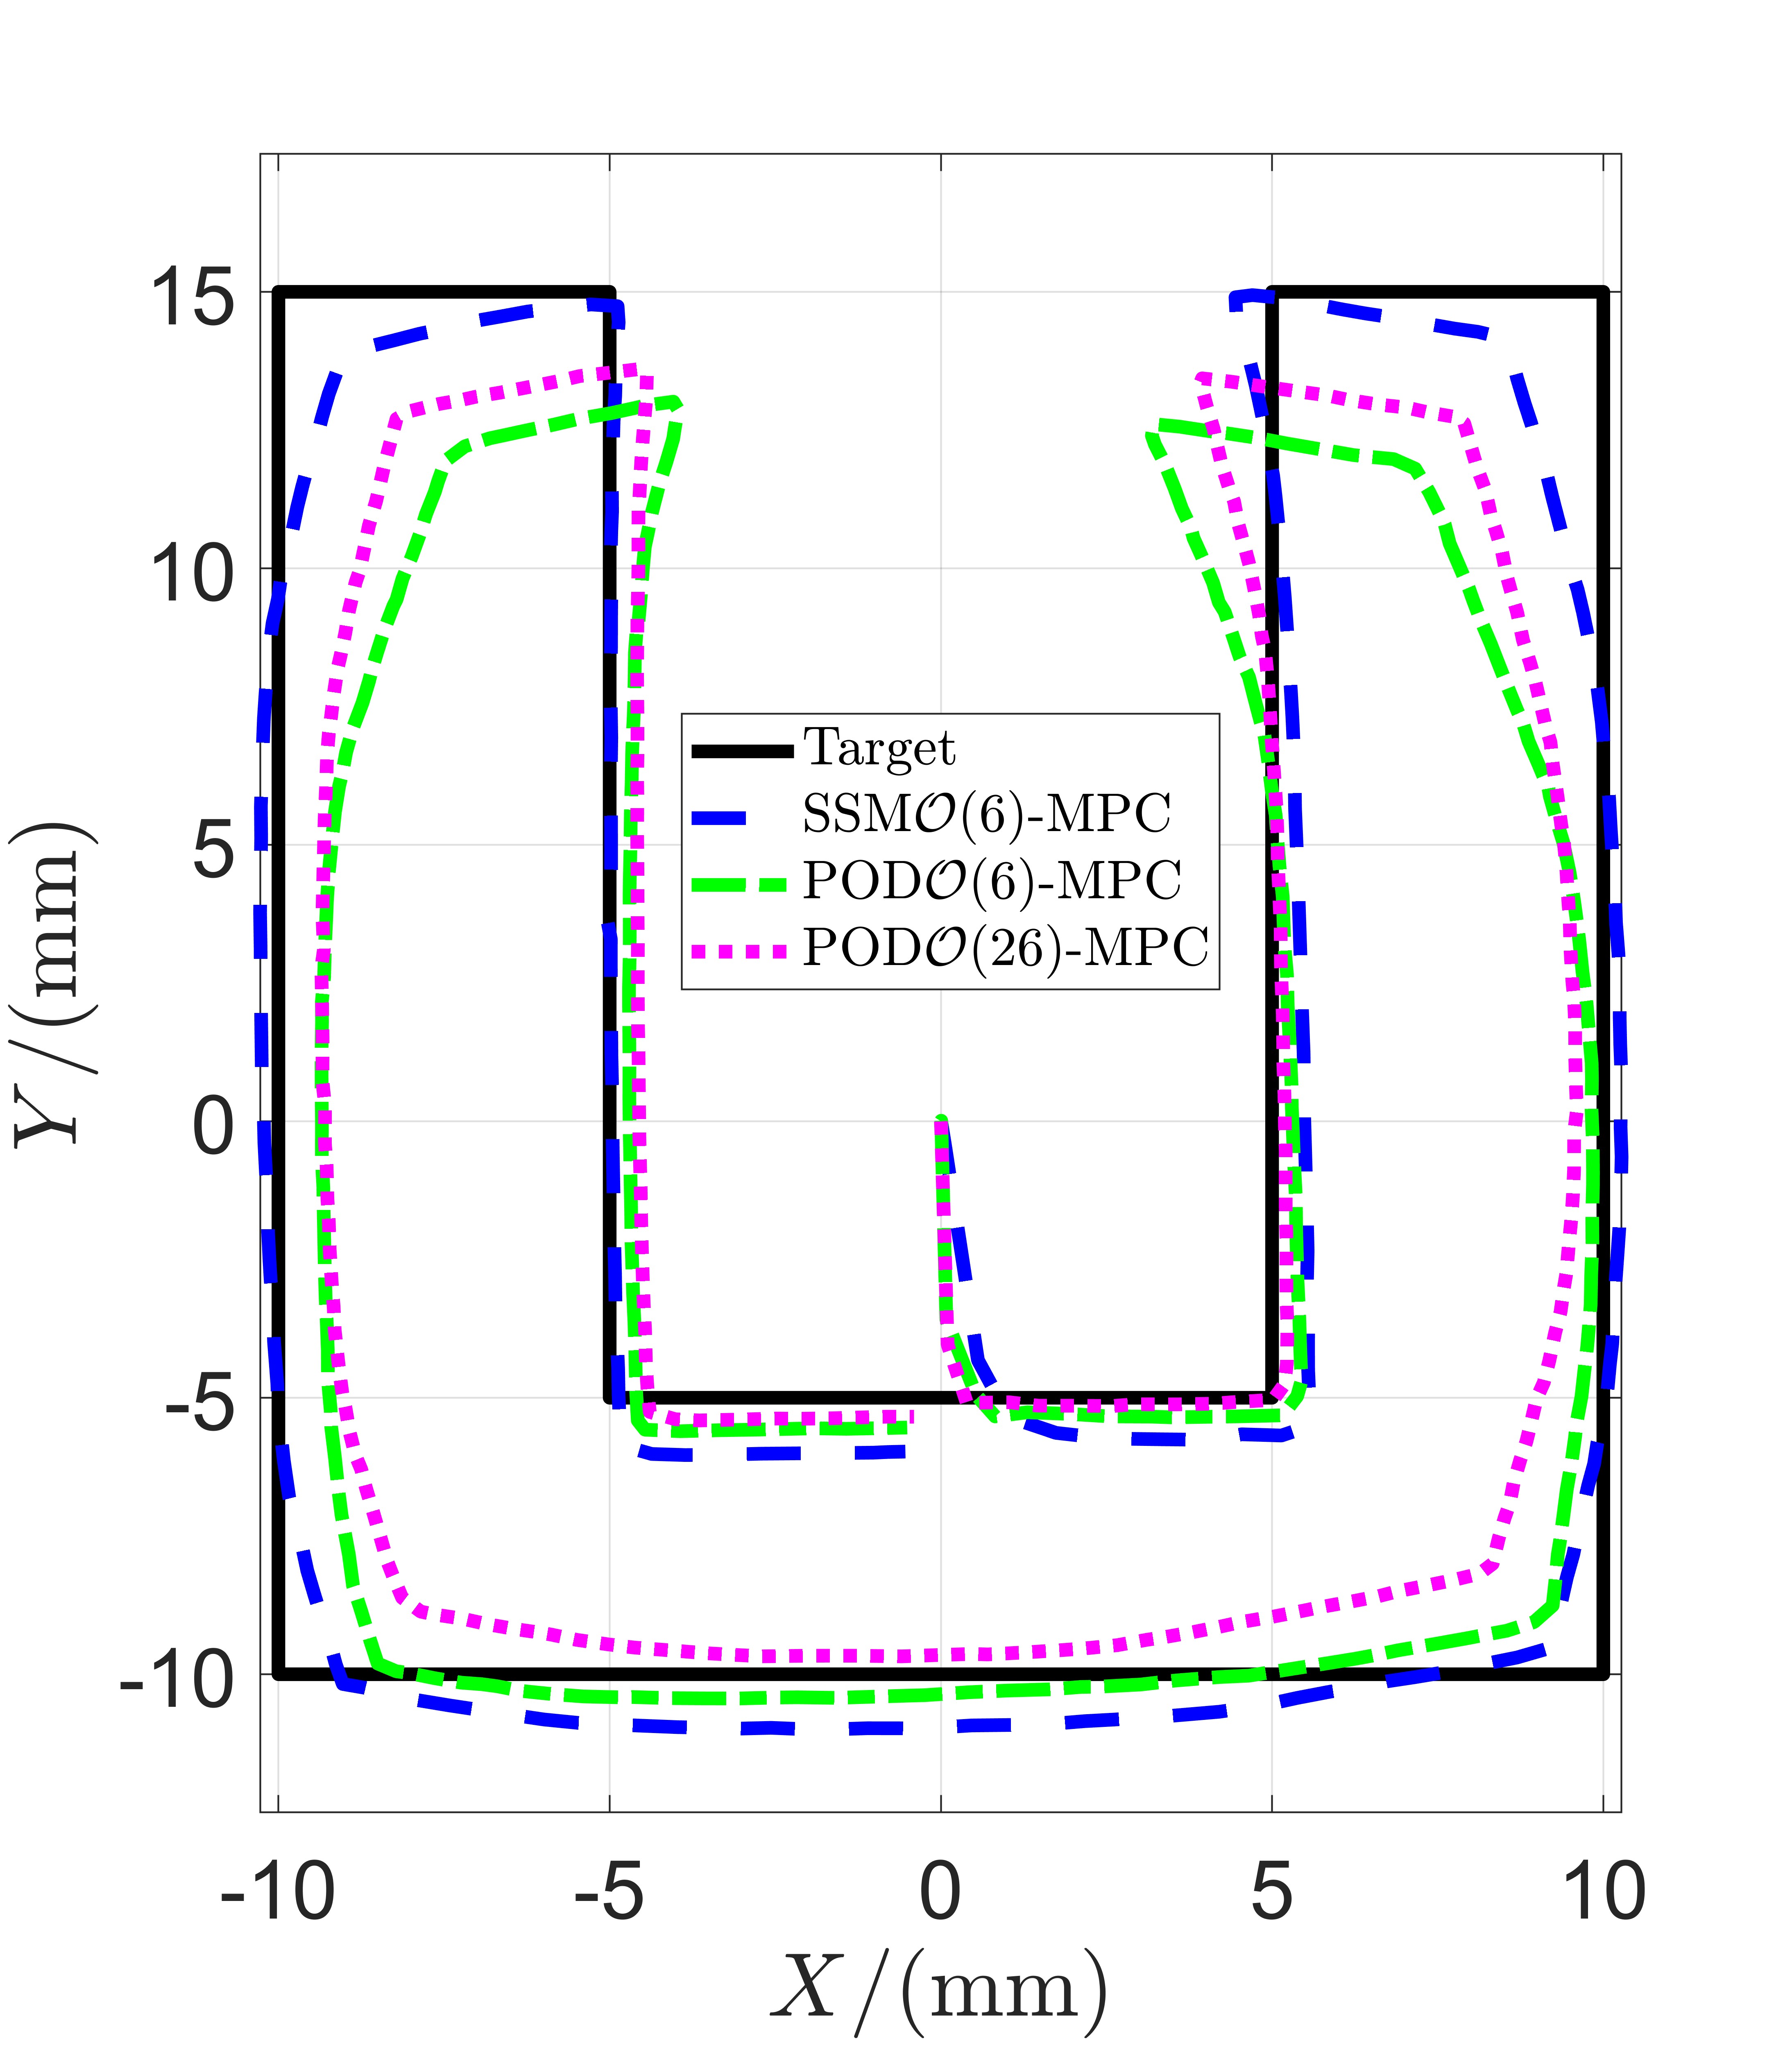 15
10
5
0
-5
-10
Y/(mm)
Target
SSM𝒪(6)-MPC
POD𝒪(6)-MPC
POD𝒪(26)-MPC
-10 -5 0 5 10
X/(mm)